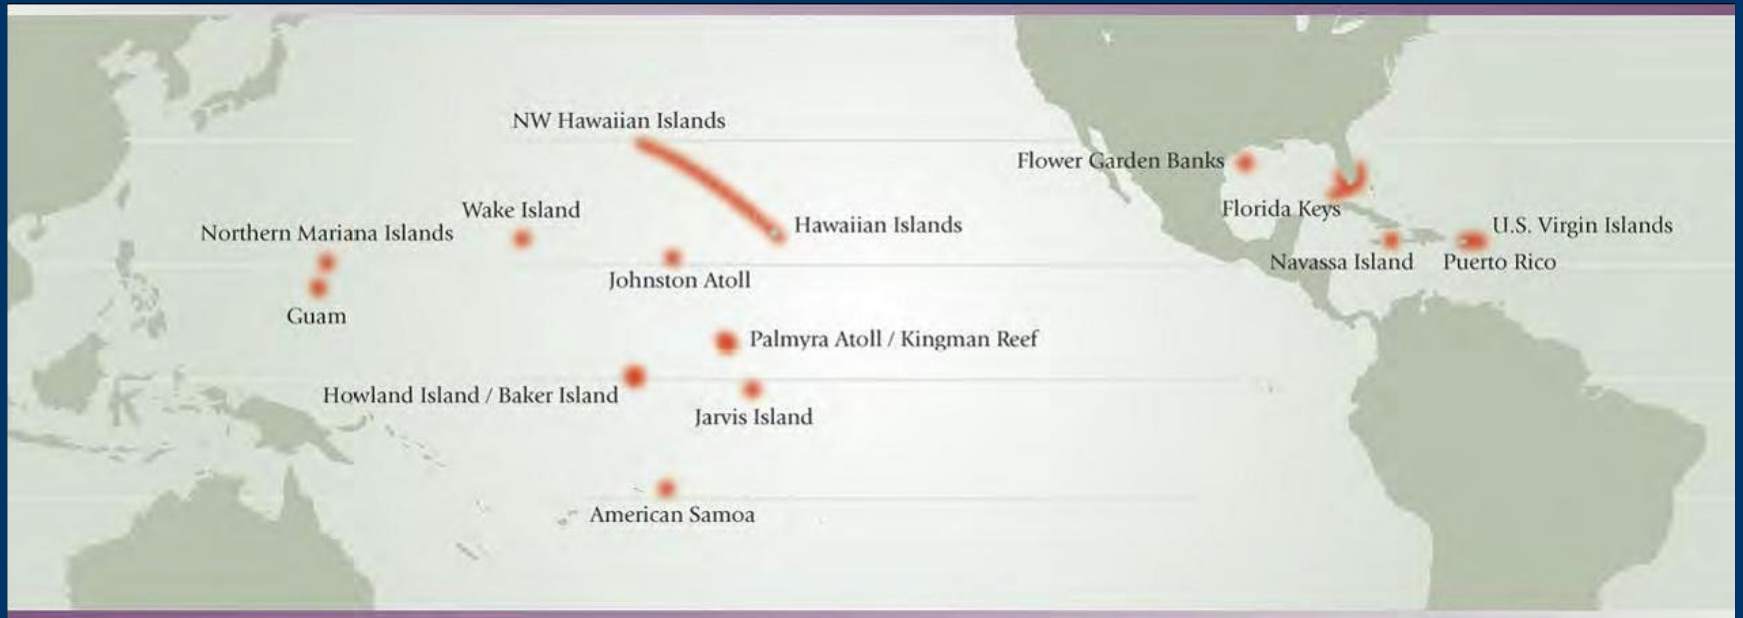 NW Hawaiian Islands
Flower Garden Banks
Wake Island
Florida Keys
Northern Mariana Islands
Hawaiian Islands
U.S. Virgin Islands
Navassa Island
Puerto Rico
Johnston Atoll
Guam
Palmyra Atoll / Kingman Reef
Howland Island / Baker Island
Jarvis Island
American Samoa